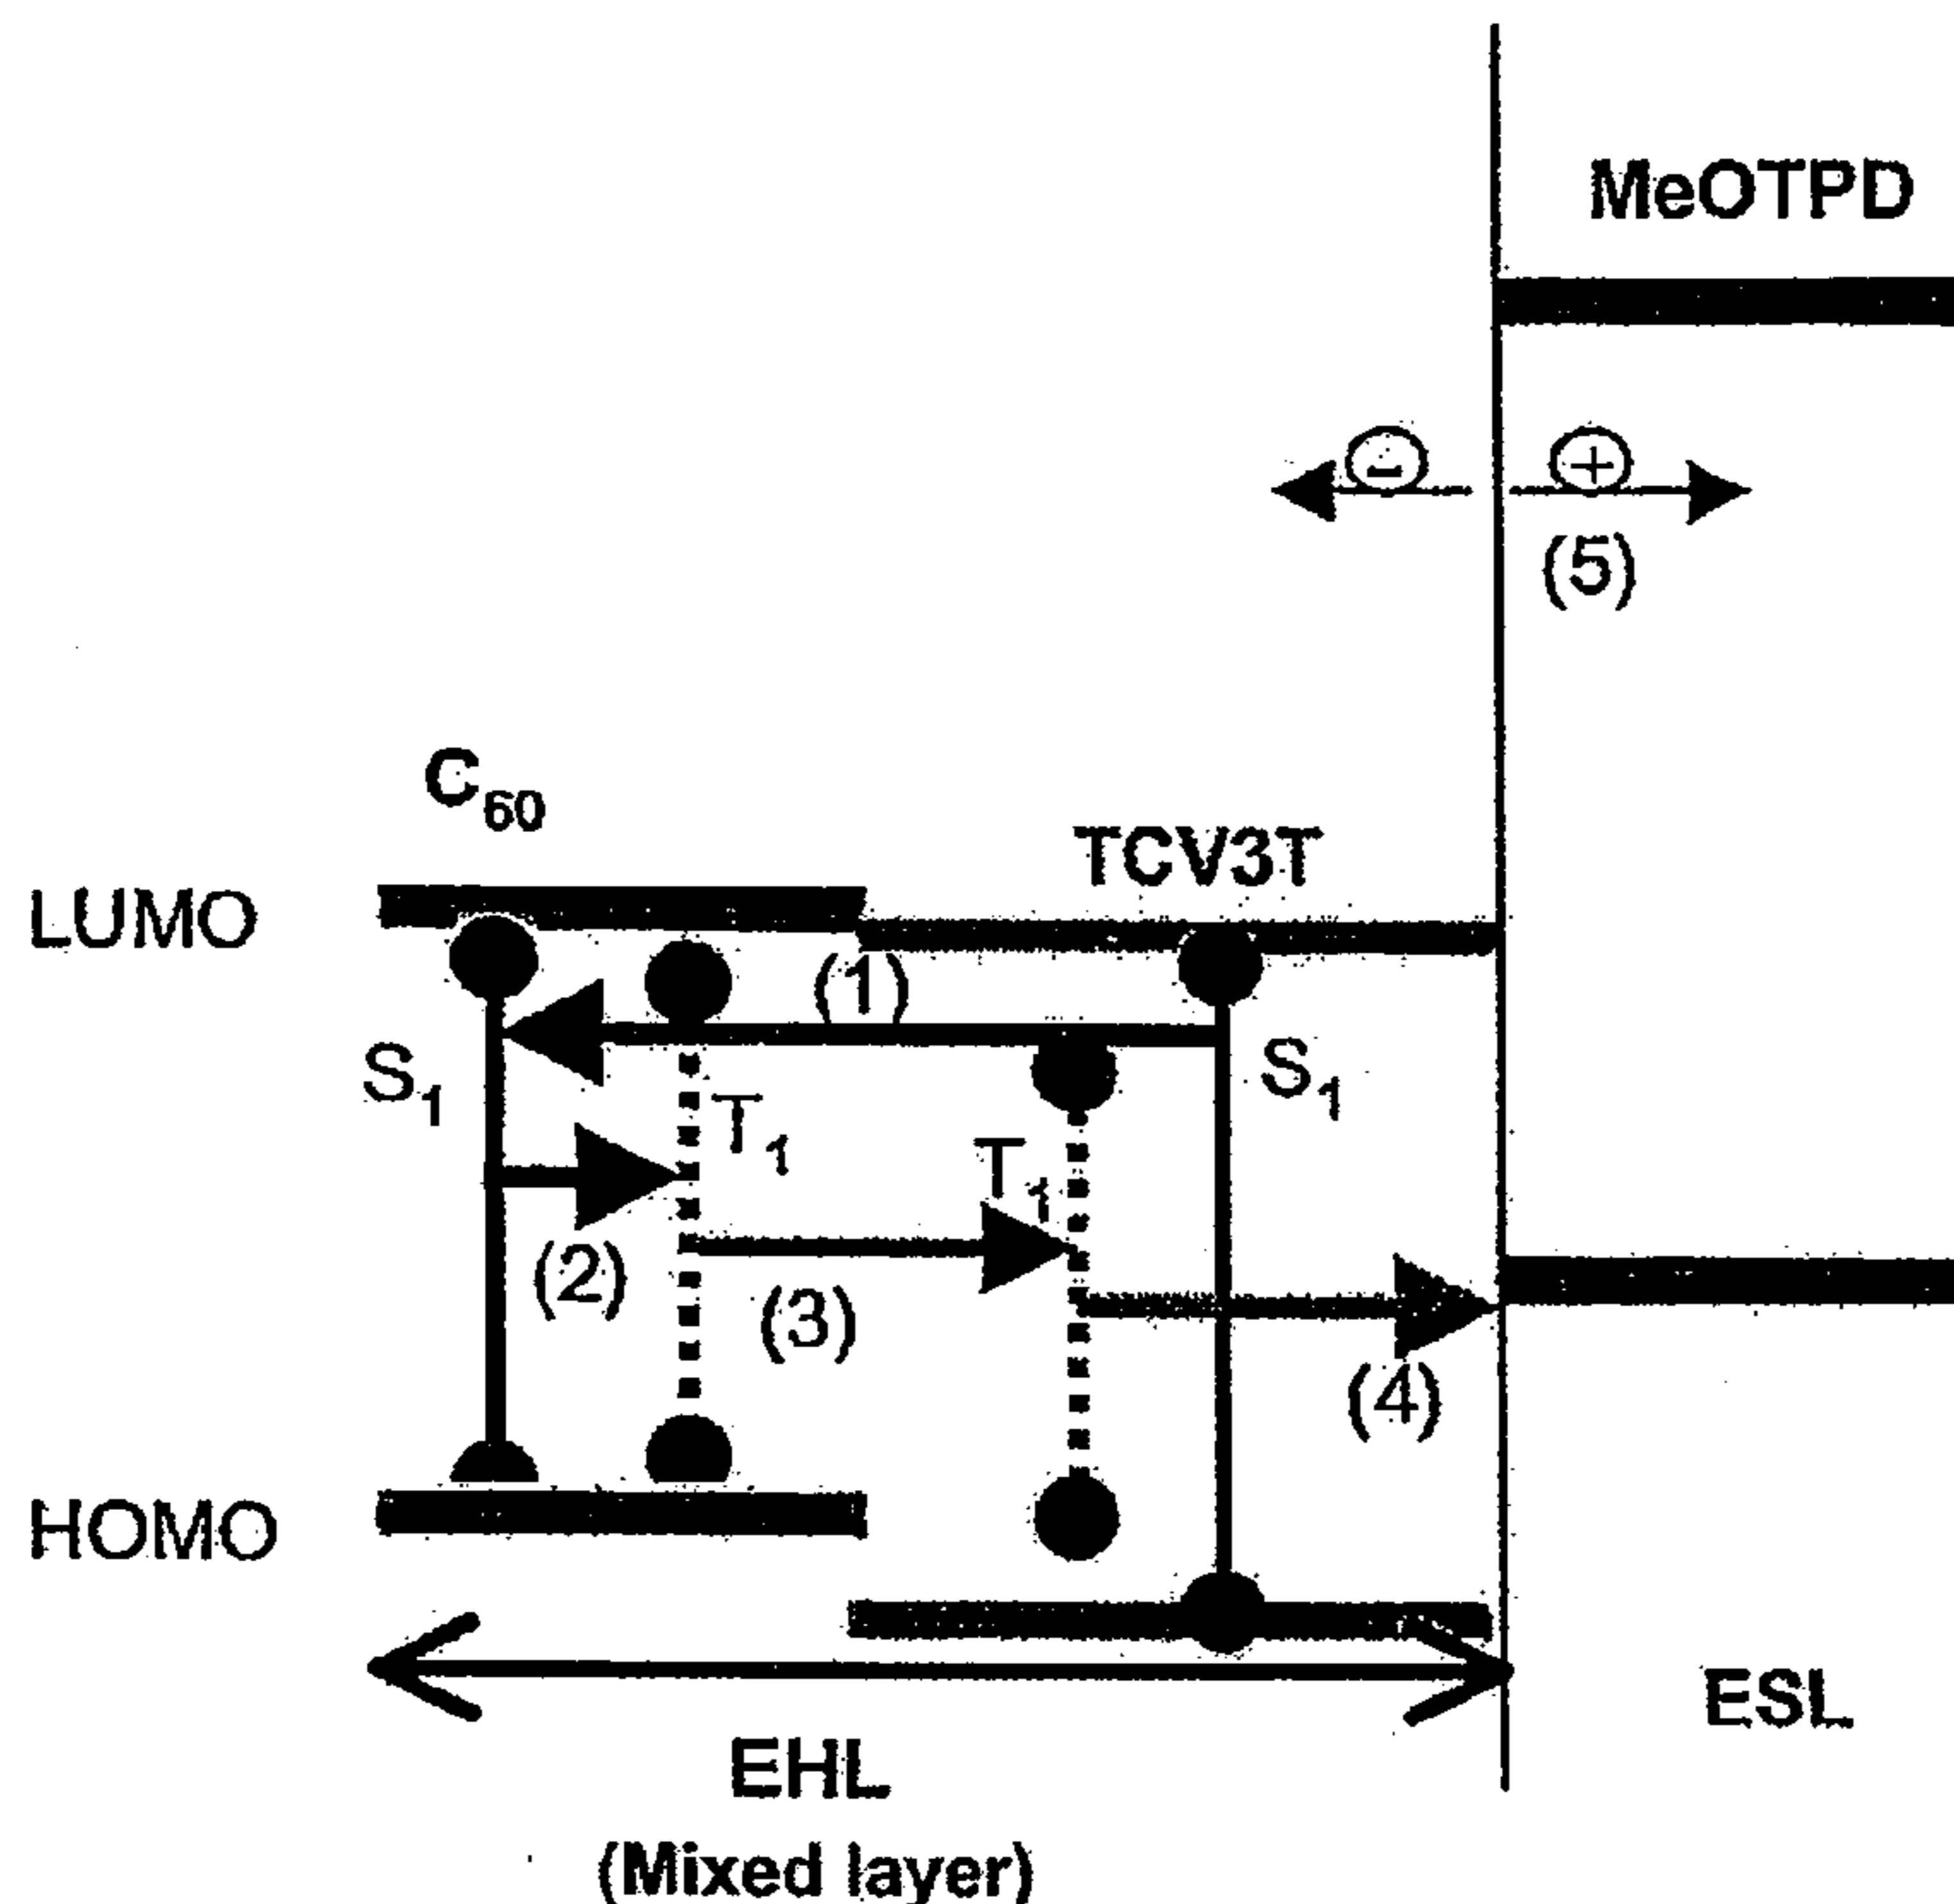 MeOTPD
- +
(5)
C60
TCV3T
LUMO
(1)
S1
S1
T1
T1
(2)
(3)
(4)
HOMO
ESL
EHL
(Mixed layer)